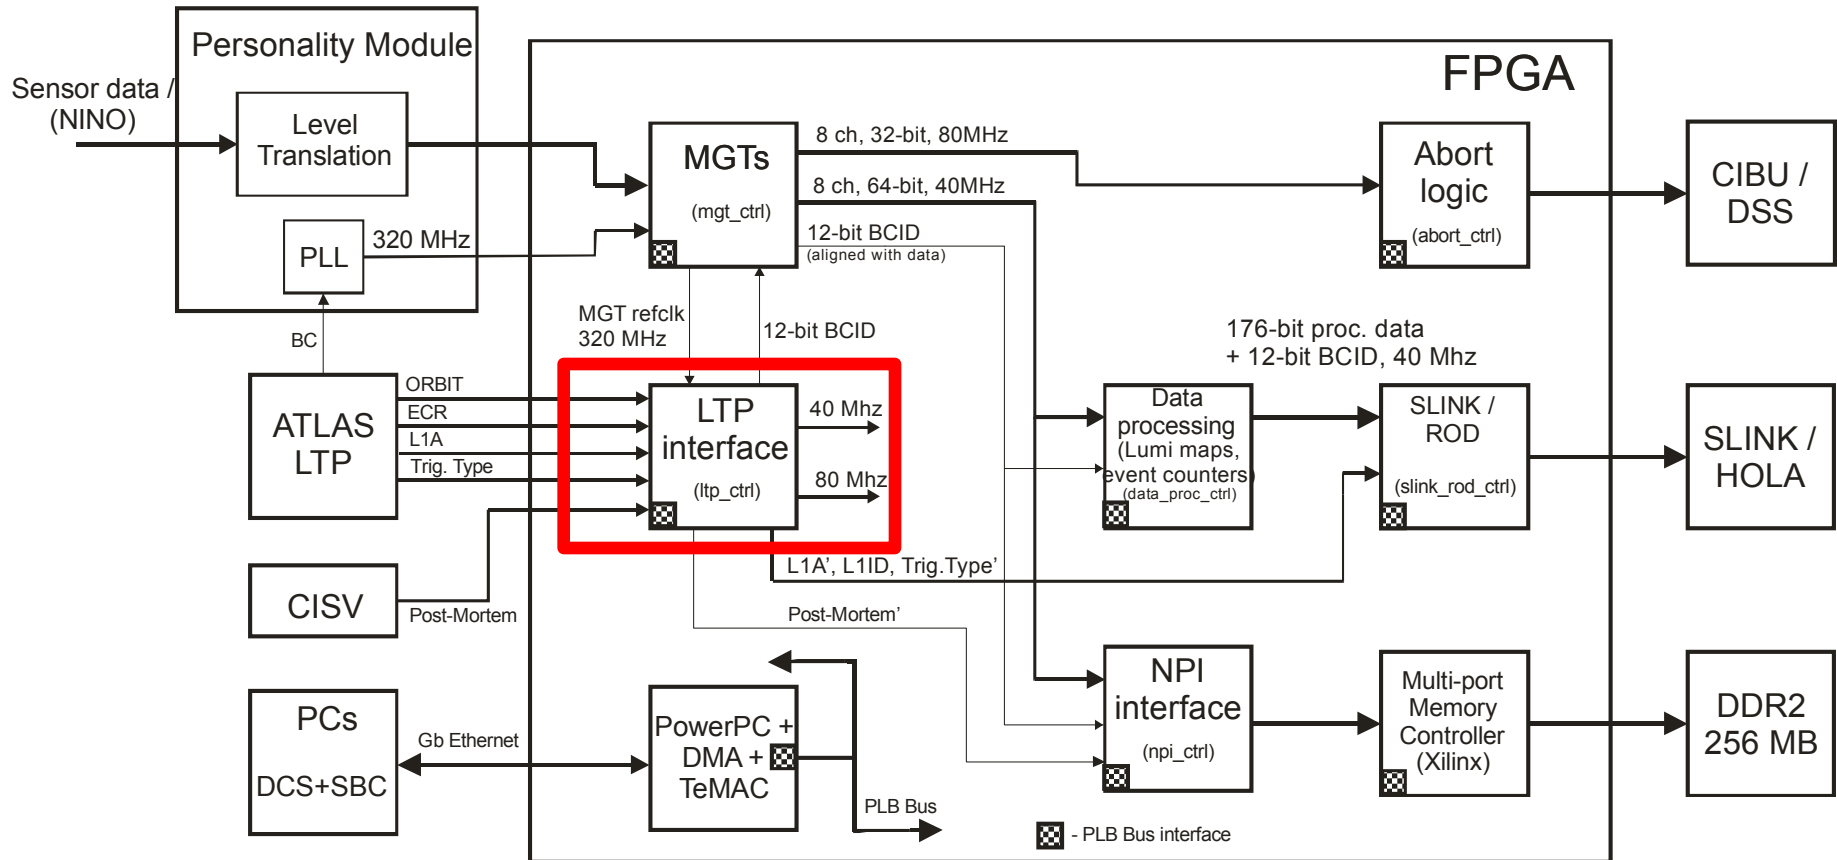 Personality Module
FPGA
Sensor data /
(NINO)
Level
Translation
PLL
320 MHz
BC
MGTs
(mgt_ctrl)
8 ch, 32-bit, 80MHz
8 ch, 64-bit, 40MHz
12-bit BCID
(aligned with data)
Abort
logic
(abort_ctrl)
CIBU /
DSS
MGT refclk
320 MHz
12-bit BCID
176-bit proc. data
+ 12-bit BCID, 40 Mhz
ATLAS
LTP
ORBIT
ECR
L1A
Trig. Type
LTP
interface
(ltp_ctrl)
40 Mhz
80 Mhz
Data
processing
(Lumi maps,
event counters)
(data_proc_ctrl)
SLINK /
ROD
(slink_rod_ctrl)
SLINK /
HOLA
L1A’, L1ID, Trig.Type’
CISV
Post-Mortem
Post-Mortem’
PCs
DCS+SBC
Gb Ethernet
PowerPC +
DMA +
TeMAC
PLB Bus
NPI
interface
(npi_ctrl)
Multi-port
Memory
Controller
(Xilinx)
DDR2
256 MB
- PLB Bus interface